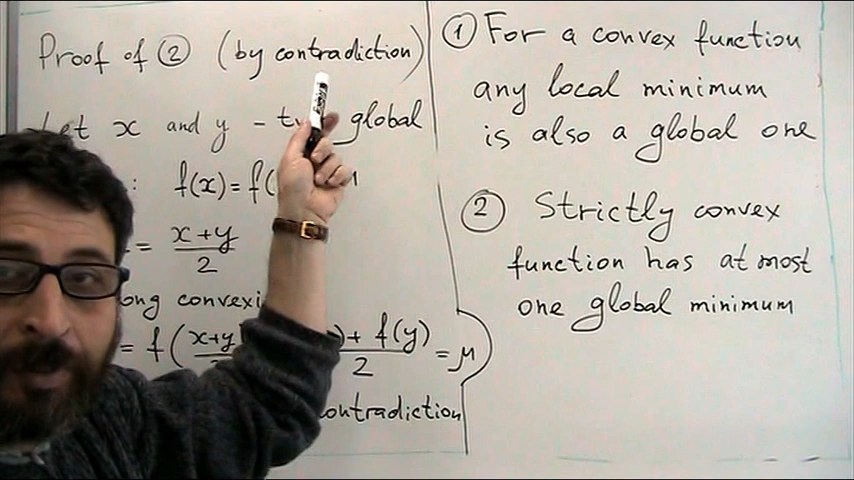 Proof of ② (by contradiction)
Let x and y - global
: f(x)=f( μ
= x+y
2
ong convexi
= f(x+y )+ f(y) = μ
2
ontradiction
① For a convex function
any local minimum
is also a global one
② Strictly convex
function has at most
one global minimum